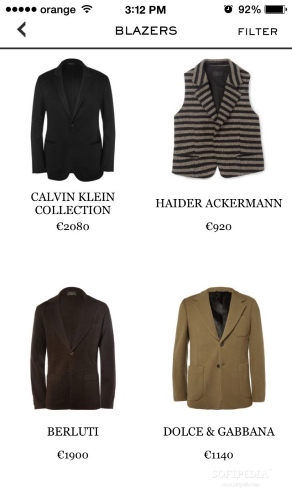 orange 3:12 PM 92%
BLAZERS FILTER
CALVIN KLEIN
COLLECTION
€2080
HAIDER ACKERMANN
€920
BERLUTI
€1900
DOLCE & GABBANA
€1140
SOFTPEDIA